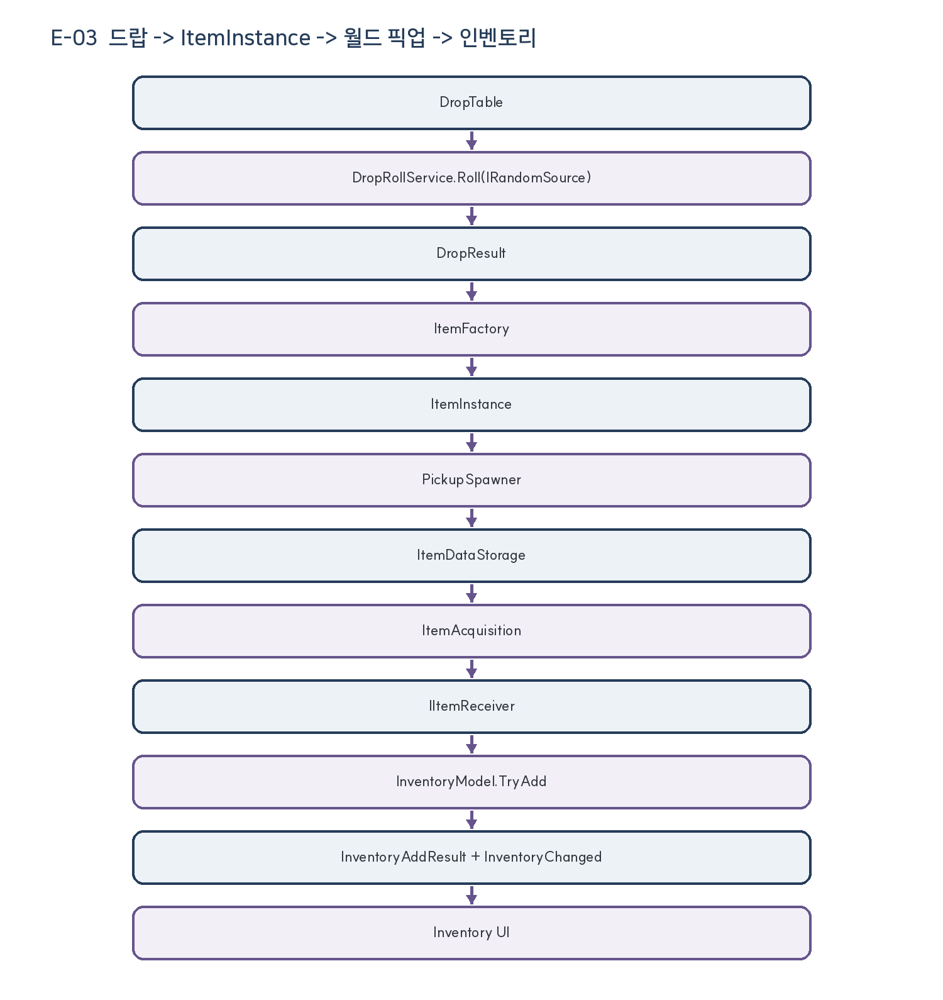 E-03 드랍 -> ItemInstance -> 월드 픽업 -> 인벤토리
DropTable
DropRollService.Roll(IRandomSource)
DropResult
ItemFactory
ItemInstance
PickupSpawner
ItemDataStorage
ItemAcquisition
IItemReceiver
InventoryModel.TryAdd
InventoryAddResult + InventoryChanged
Inventory UI